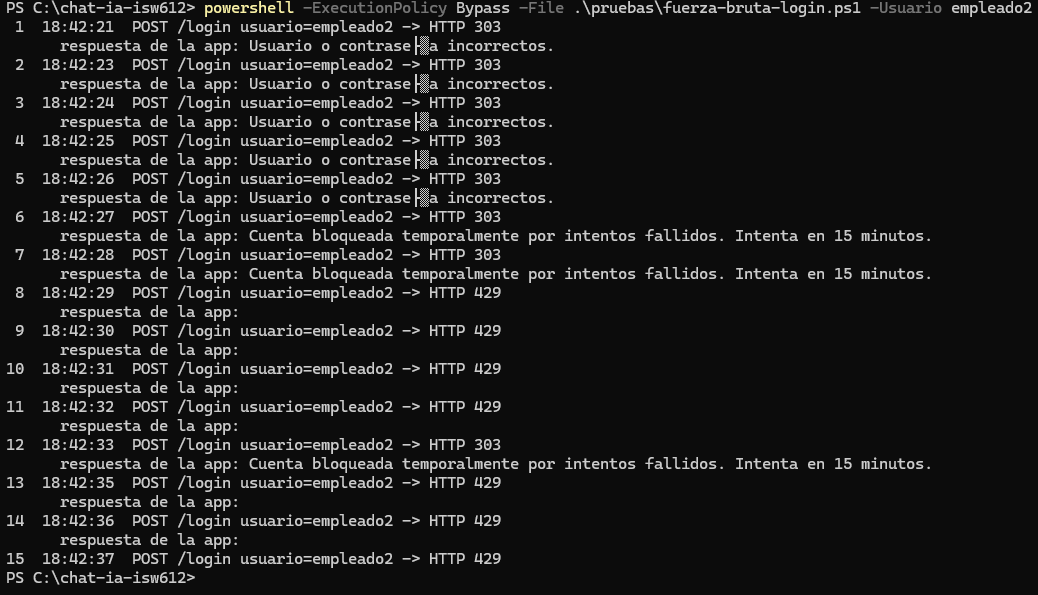 PS C:\chat-ia-isw612> powershell -ExecutionPolicy Bypass -File .\pruebas\fuerza-bruta-login.ps1 -Usuario empleado2
1 18:42:21 POST /login usuario=empleado2 -> HTTP 303
respuesta de la app: Usuario o contrase├▒a incorrectos.
2 18:42:23 POST /login usuario=empleado2 -> HTTP 303
respuesta de la app: Usuario o contrase├▒a incorrectos.
3 18:42:24 POST /login usuario=empleado2 -> HTTP 303
respuesta de la app: Usuario o contrase├▒a incorrectos.
4 18:42:25 POST /login usuario=empleado2 -> HTTP 303
respuesta de la app: Usuario o contrase├▒a incorrectos.
5 18:42:26 POST /login usuario=empleado2 -> HTTP 303
respuesta de la app: Usuario o contrase├▒a incorrectos.
6 18:42:27 POST /login usuario=empleado2 -> HTTP 303
respuesta de la app: Cuenta bloqueada temporalmente por intentos fallidos. Intenta en 15 minutos.
7 18:42:28 POST /login usuario=empleado2 -> HTTP 303
respuesta de la app: Cuenta bloqueada temporalmente por intentos fallidos. Intenta en 15 minutos.
8 18:42:29 POST /login usuario=empleado2 -> HTTP 429
respuesta de la app:
9 18:42:30 POST /login usuario=empleado2 -> HTTP 429
respuesta de la app:
10 18:42:31 POST /login usuario=empleado2 -> HTTP 429
respuesta de la app:
11 18:42:32 POST /login usuario=empleado2 -> HTTP 429
respuesta de la app:
12 18:42:33 POST /login usuario=empleado2 -> HTTP 303
respuesta de la app: Cuenta bloqueada temporalmente por intentos fallidos. Intenta en 15 minutos.
13 18:42:35 POST /login usuario=empleado2 -> HTTP 429
respuesta de la app:
14 18:42:36 POST /login usuario=empleado2 -> HTTP 429
respuesta de la app:
15 18:42:37 POST /login usuario=empleado2 -> HTTP 429
PS C:\chat-ia-isw612>